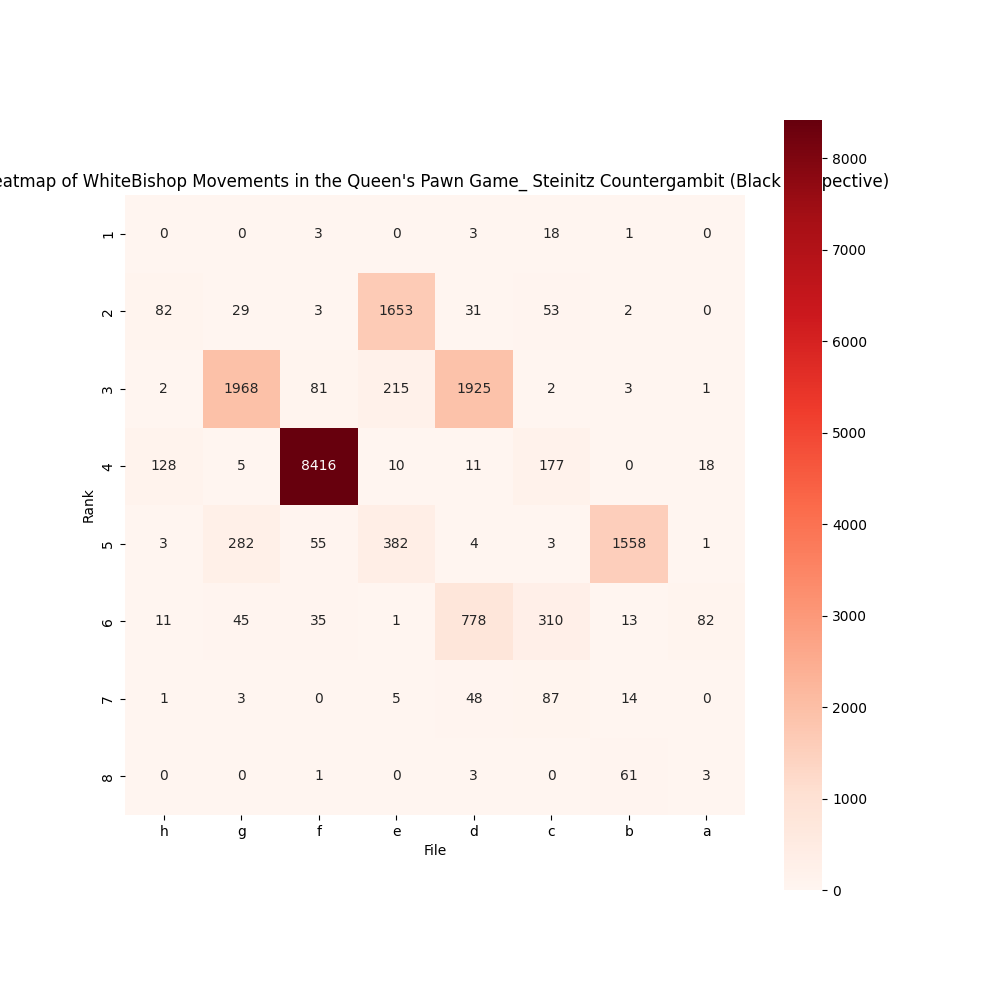 eatmap of WhiteBishop Movements in the Queen's Pawn Game_ Steinitz Countergambit (Black pective)
8000
7000
6000
5000
4000
3000
2000
1000
0
Rank
1 0 0 3 0 3 18 1 0
2 82 29 3 1653 31 53 2 0
3 2 1968 81 215 1925 2 3 1
4 128 5 8416 10 11 177 0 18
5 3 282 55 382 4 3 1558 1
6 11 45 35 1 778 310 13 82
7 1 3 0 5 48 87 14 0
8 0 0 1 0 3 0 61 3
h g f e d c b a
File